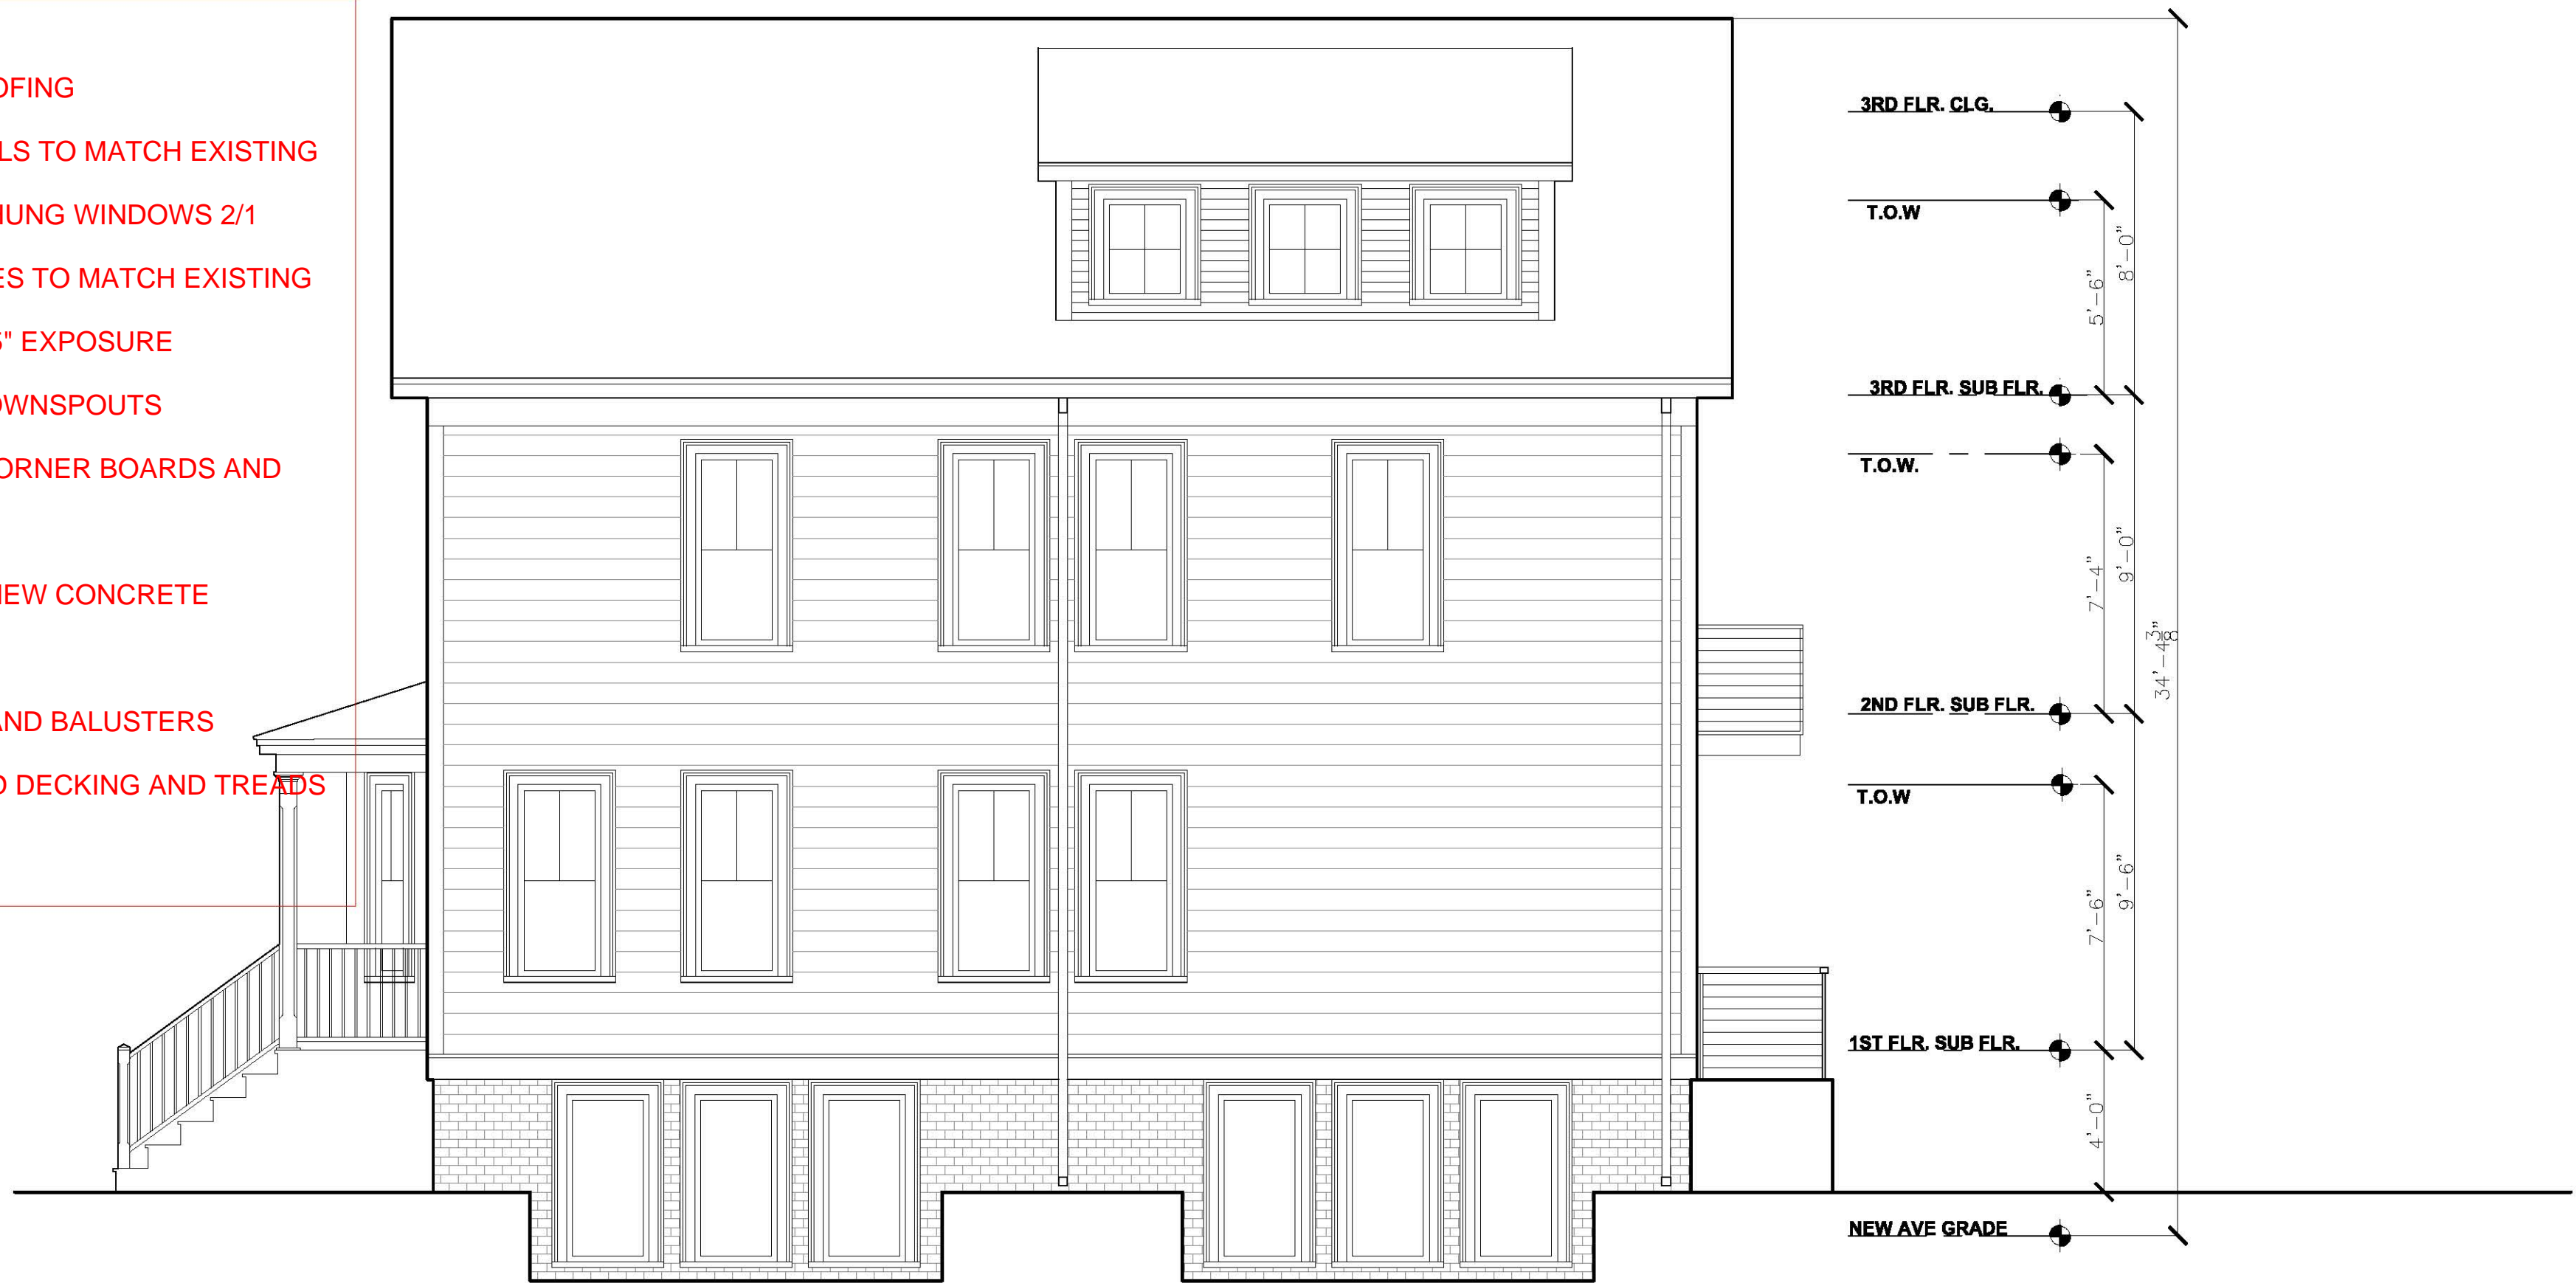 OFING
LS TO MATCH EXISTING
HUNG WINDOWS 2/1
ES TO MATCH EXISTING
" EXPOSURE
OWNSPOUTS
ORNER BOARDS AND
NEW CONCRETE
AND BALUSTERS
D DECKING AND TREADS
3RD FLR. CLG.
T.O.W
8'-0"
5'-6"
3RD FLR. SUB FLR.
T.O.W.
9'-0"
7'-4"
34'-4 3/8"
2ND FLR. SUB FLR.
T.O.W
9'-6"
7'-6"
1ST FLR. SUB FLR.
4'-0"
NEW AVE GRADE